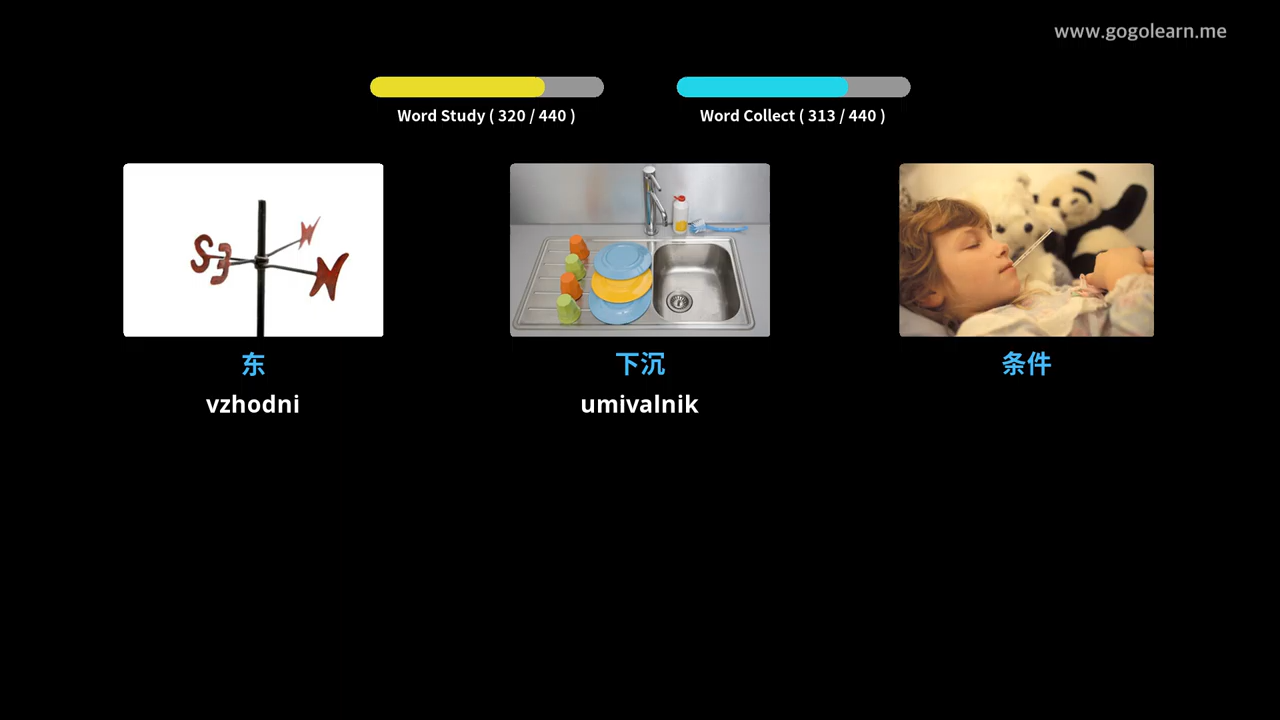 www.gogolearn.me
Word Study ( 320 / 440 )
Word Collect ( 313 / 440 )
东
下沉
条件
vzhodni
umivalnik